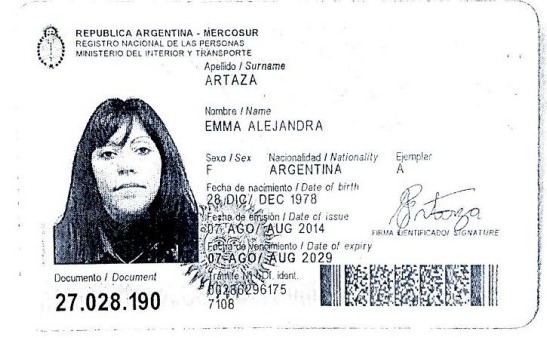 REPUBLICA ARGENTINA - MERCOSUR
REGISTRO NACIONAL DE LAS PERSONAS
MINISTERIO DEL INTERIOR Y TRANSPORTE
Apellido / Surname
ARTAZA
Nombre / Name
EMMA ALEJANDRA
Sexo / Sex Nacionalidad / Nationality Ejemplar
F ARGENTINA A
Fecha de nacimiento / Date of birth
28 DIC/ DEC 1978
Fecha de emisión / Date of issue
07 AGO/ AUG 2014
Fecha de vencimiento / Date of expiry
07 AGO/ AUG 2029
Trámite Nº / Of. ident.
00236296175
7108
Artaza
FIRMA IDENTIFICADO/ SIGNATURE
Documento / Document
27.028.190